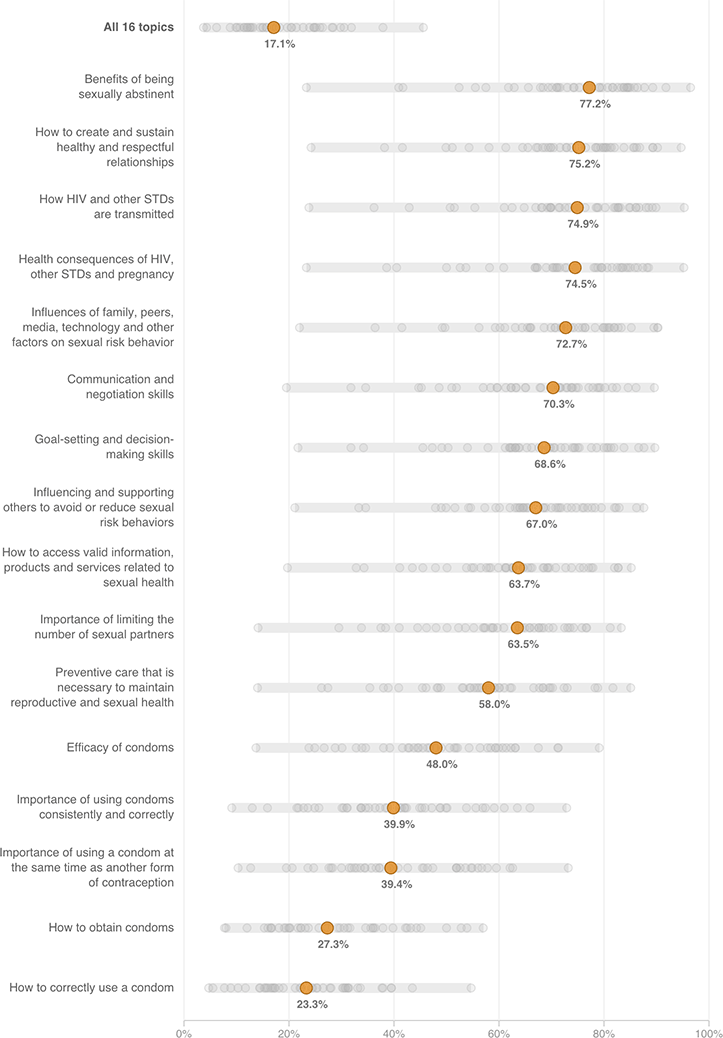 All 16 topics
17.1%
Benefits of being
sexually abstinent
77.2%
How to create and sustain
healthy and respectful
relationships
75.2%
How HIV and other STDs
are transmitted
74.9%
Health consequences of HIV,
other STDs and pregnancy
74.5%
Influences of family, peers,
media, technology and other
factors on sexual risk behavior
72.7%
Communication and
negotiation skills
70.3%
Goal-setting and decision-
making skills
68.6%
Influencing and supporting
others to avoid or reduce sexual
risk behaviors
67.0%
How to access valid information,
products and services related to
sexual health
63.7%
Importance of limiting the
number of sexual partners
63.5%
Preventive care that is
necessary to maintain
reproductive and sexual health
58.0%
Efficacy of condoms
48.0%
Importance of using condoms
consistently and correctly
39.9%
Importance of using a condom at
the same time as another form
of contraception
39.4%
How to obtain condoms
27.3%
How to correctly use a condom
23.3%
0% 20% 40% 60% 80% 100%